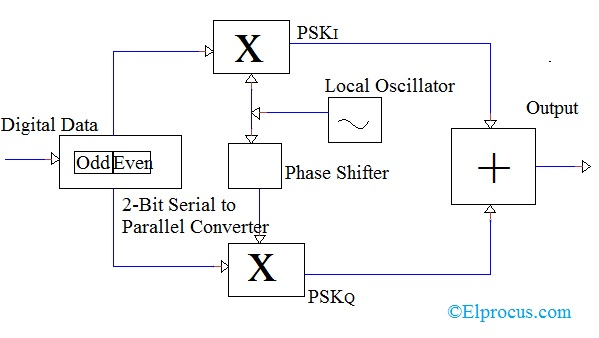 PSKI
X
Local Oscillator
Digital Data
Output
Odd Even
Phase Shifter
+
2-Bit Serial to
Parallel Converter
X
PSKQ
©Elprocus.com